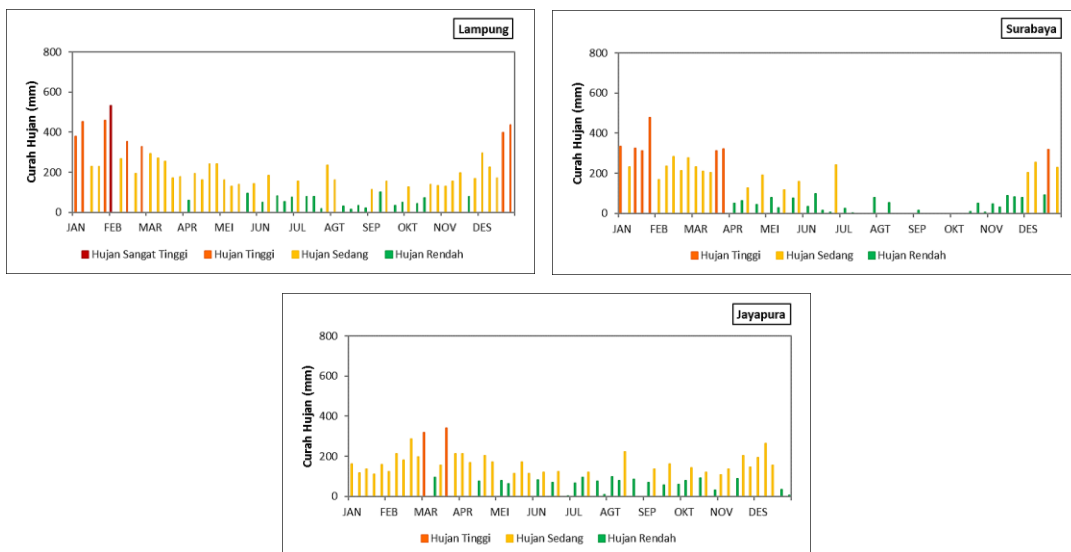 Lampung
800
600
400
200
0
Curah Hujan (mm)
JAN FEB MAR APR MEI JUN JUL AGT SEP OKT NOV DES
Hujan Sangat Tinggi Hujan Tinggi Hujan Sedang Hujan Rendah
Surabaya
800
600
400
200
0
Curah Hujan (mm)
JAN FEB MAR APR MEI JUN JUL AGT SEP OKT NOV DES
Hujan Tinggi Hujan Sedang Hujan Rendah
Jayapura
800
600
400
200
0
Curah Hujan (mm)
JAN FEB MAR APR MEI JUN JUL AGT SEP OKT NOV DES
Hujan Tinggi Hujan Sedang Hujan Rendah